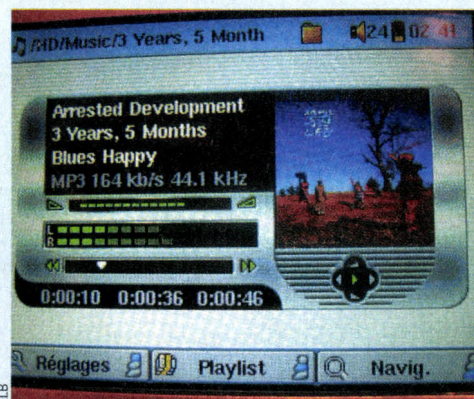 /HD/Music/3 Years, 5 Month 24 02:41
Arrested Development
3 Years, 5 Months
Blues Happy
MP3 164 kb/s 44.1 kHz
L
R
0:00:10 0:00:36 0:00:46
Réglages Playlist Navig.
LB